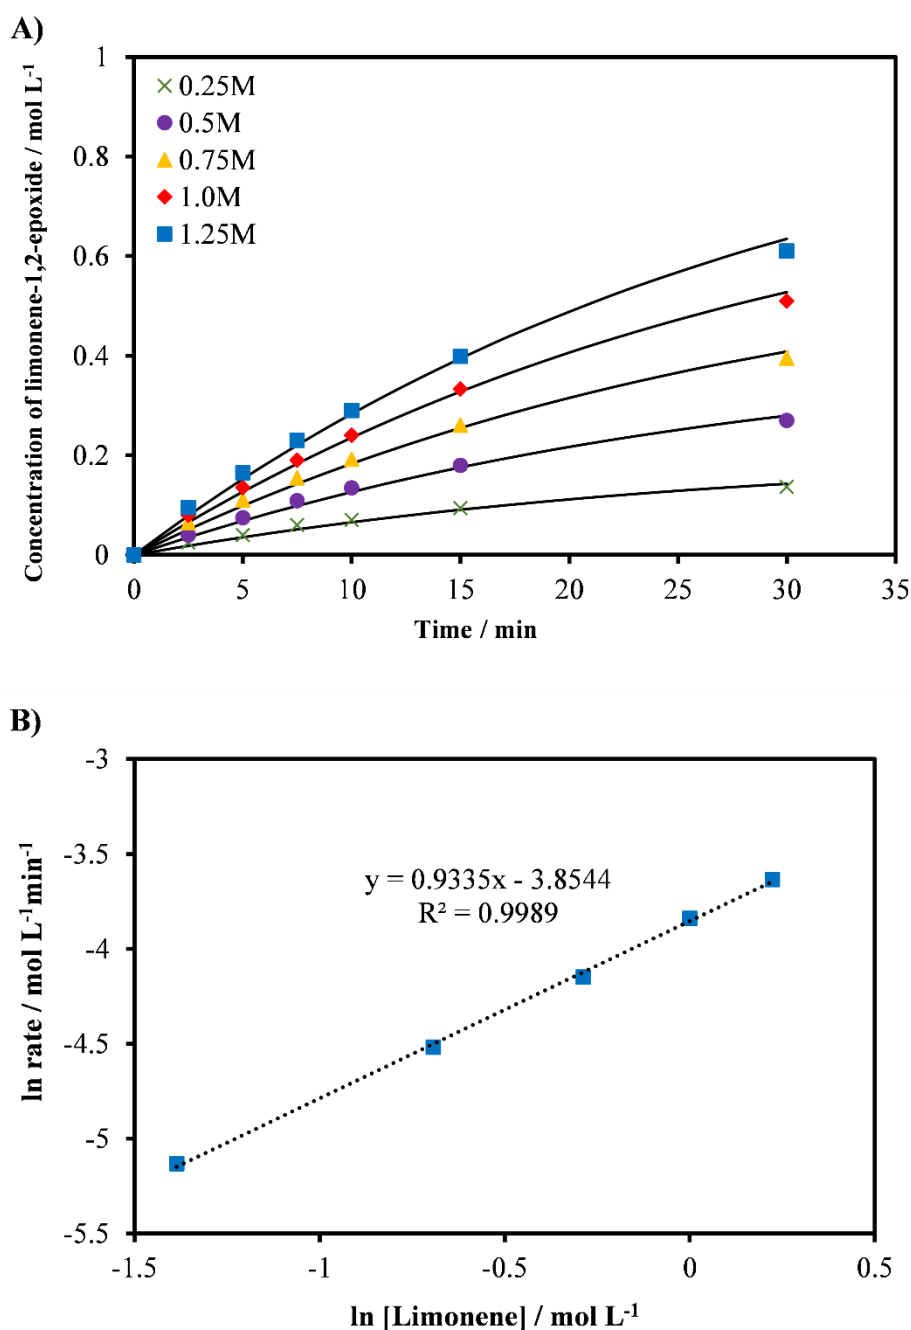 A)
Concentration of limonene-1,2-epoxide / mol L⁻¹
1
0.8
0.6
0.4
0.2
0
0.25M
0.5M
0.75M
1.0M
1.25M
0 5 10 15 20 25 30 35
Time / min
B)
ln rate / mol L⁻¹min⁻¹
-3
-3.5
-4
-4.5
-5
-5.5
y = 0.9335x - 3.8544
R² = 0.9989
-1.5 -1 -0.5 0 0.5
ln [Limonene] / mol L⁻¹